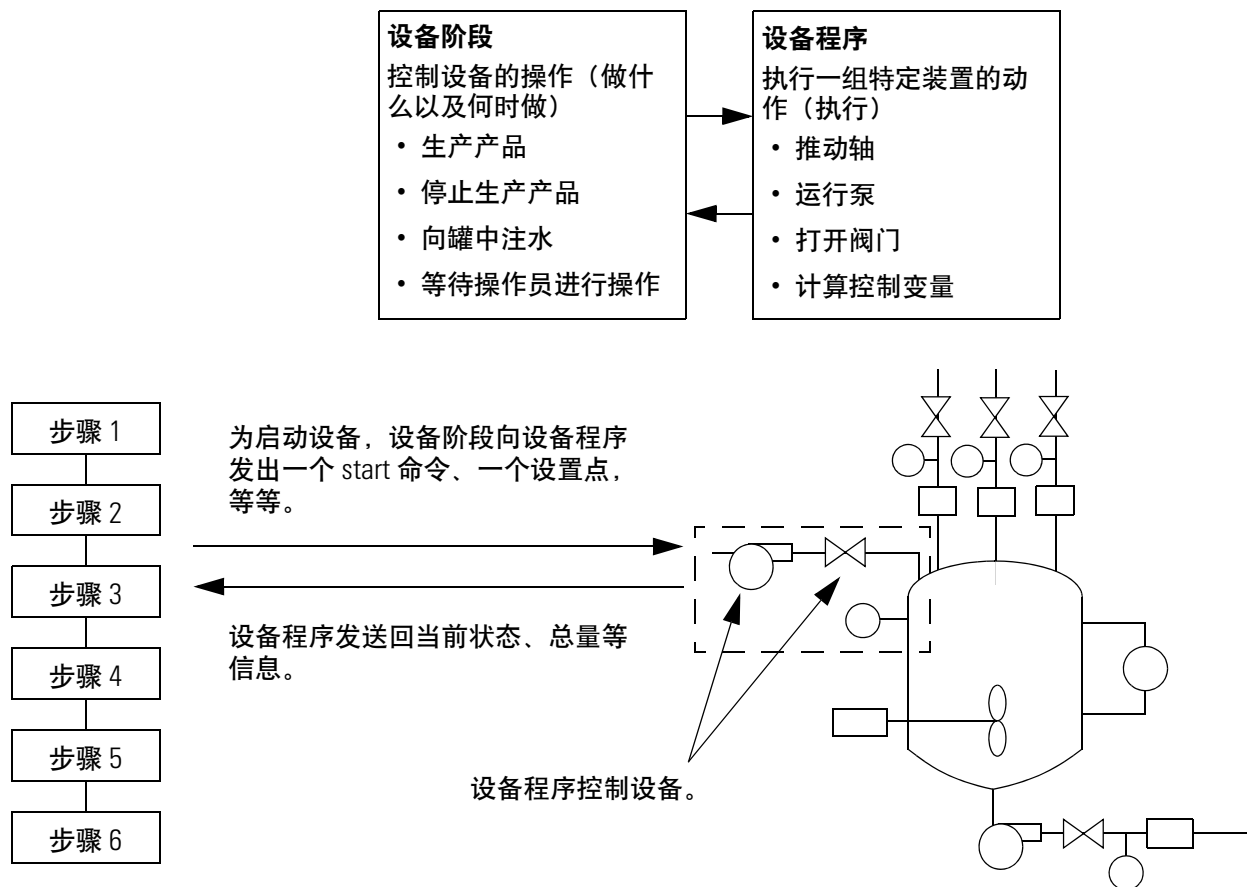 设备阶段
控制设备的操作（做什
么以及何时做）
• 生产产品
• 停止生产产品
• 向罐中注水
• 等待操作员进行操作
设备程序
执行一组特定装置的动
作（执行）
• 推动轴
• 运行泵
• 打开阀门
• 计算控制变量
步骤 1
步骤 2
步骤 3
步骤 4
步骤 5
步骤 6
为启动设备，设备阶段向设备程序
发出一个 start 命令、一个设置点，
等等。
设备程序发送回当前状态、总量等
信息。
设备程序控制设备。